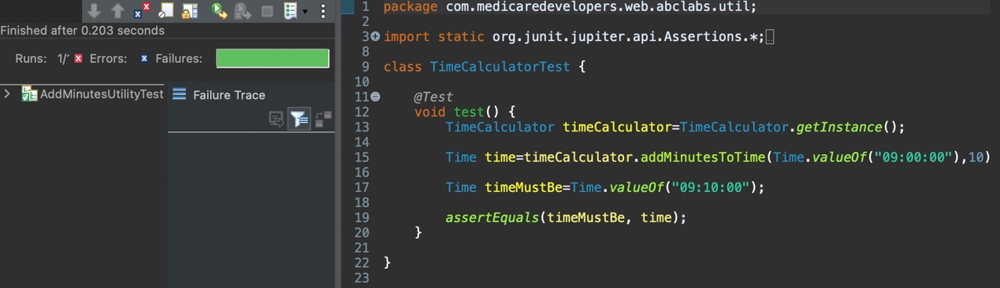 Finished after 0.203 seconds
Runs: 1/1 Errors: Failures:
AddMinutesUtilityTest
Failure Trace
1 package com.medicaredevelopers.web.abclabs.util;
2
3 import static org.junit.jupiter.api.Assertions.*;
8
9 class TimeCalculatorTest {
10
11 @Test
12 void test() {
13 TimeCalculator timeCalculator=TimeCalculator.getInstance();
14
15 Time time=timeCalculator.addMinutesToTime(Time.valueOf("09:00:00"),10)
16
17 Time timeMustBe=Time.valueOf("09:10:00");
18
19 assertEquals(timeMustBe, time);
20 }
21
22 }
23